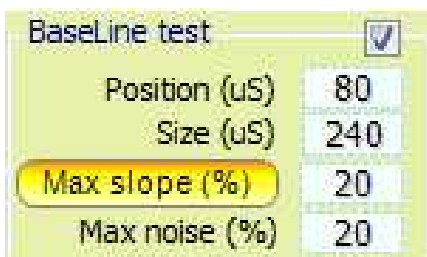 BaseLine test
Position (uS) 80
Size (uS) 240
Max slope (%) 20
Max noise (%) 20